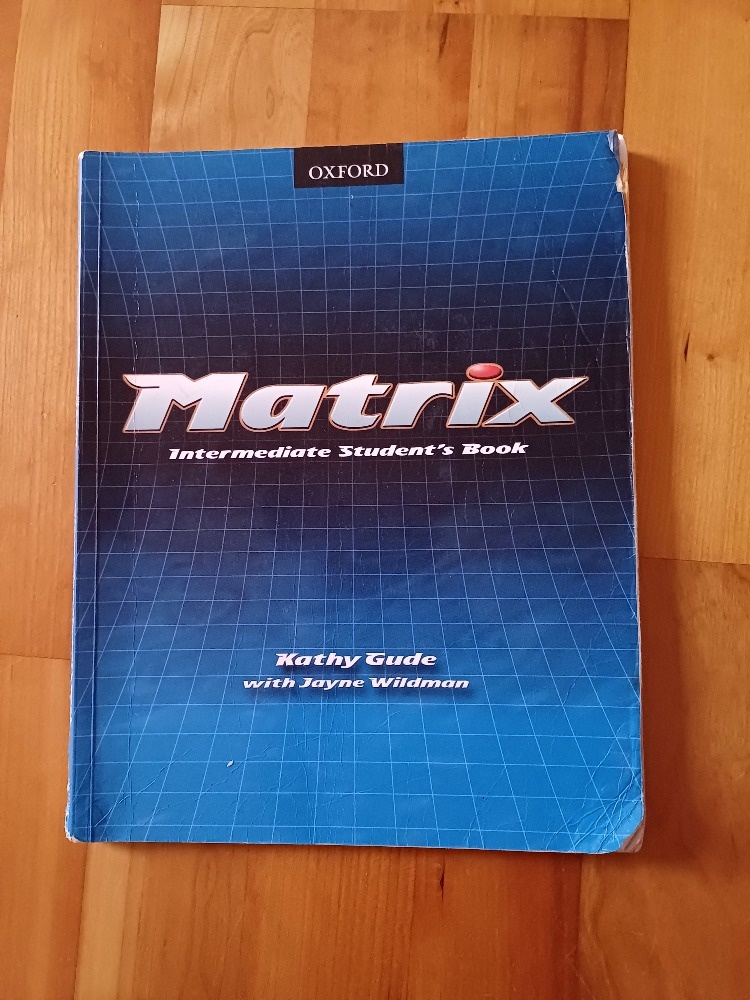 OXFORD
Matrix
Intermediate Student's Book
Kathy Gude
with Jayne Wildman